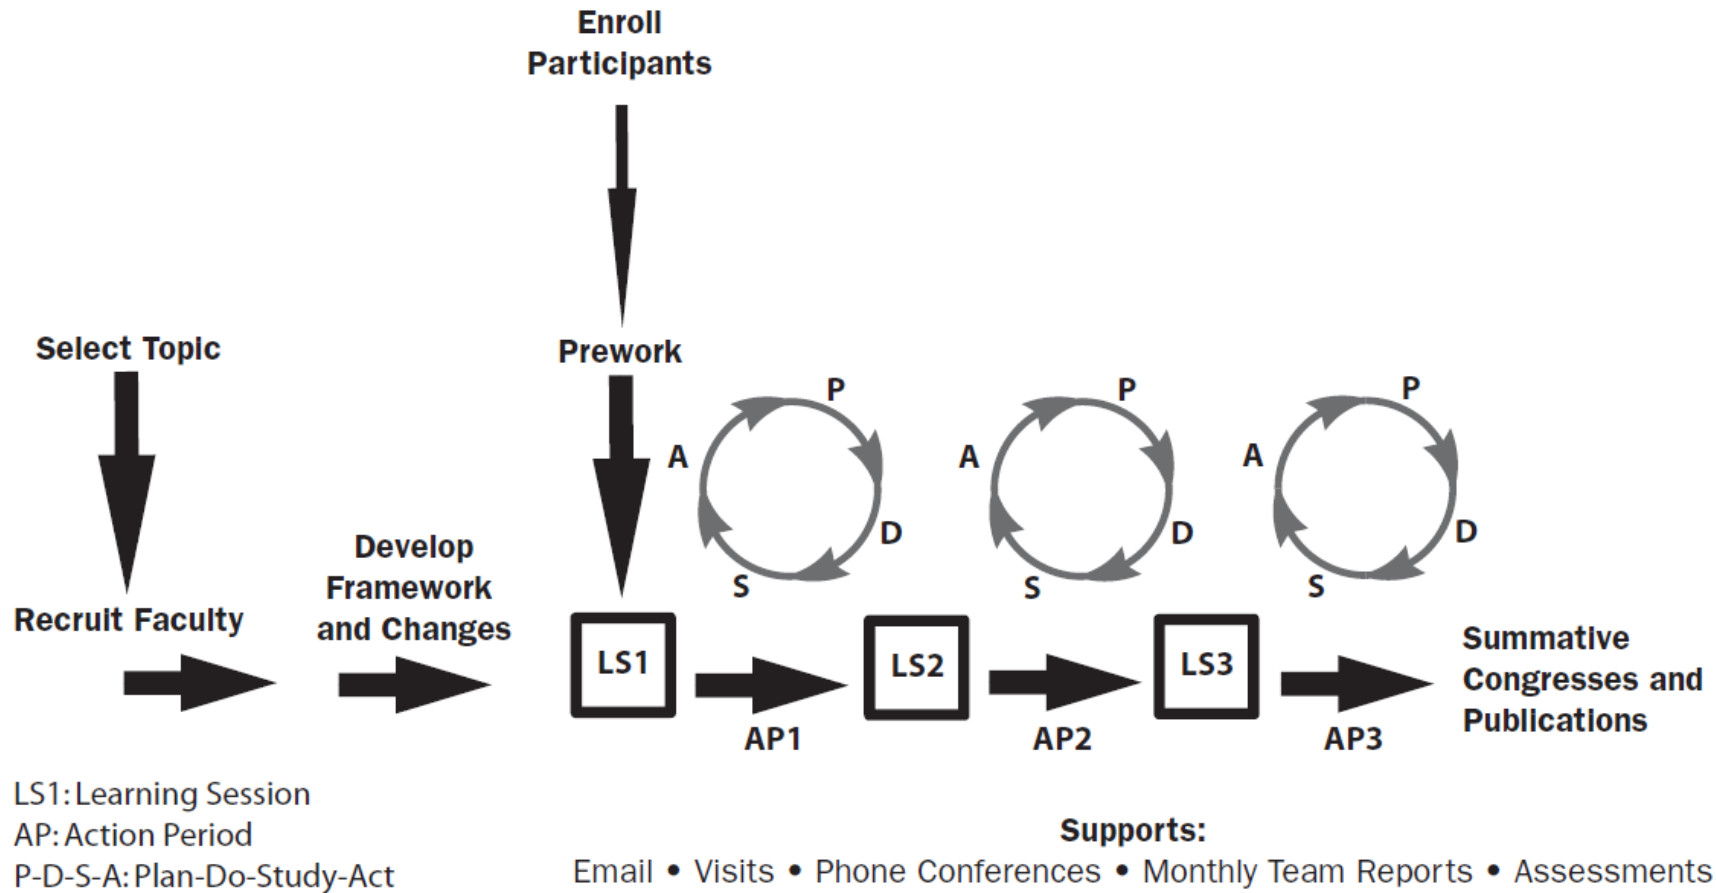 Enroll
Participants
Select Topic
Prework
P
A
D
S
P
A
D
S
P
A
D
S
Recruit Faculty
Develop
Framework
and Changes
LS1
LS2
LS3
AP1
AP2
AP3
Summative
Congresses and
Publications
LS1: Learning Session
AP: Action Period
P-D-S-A: Plan-Do-Study-Act
Supports:
Email • Visits • Phone Conferences • Monthly Team Reports • Assessments